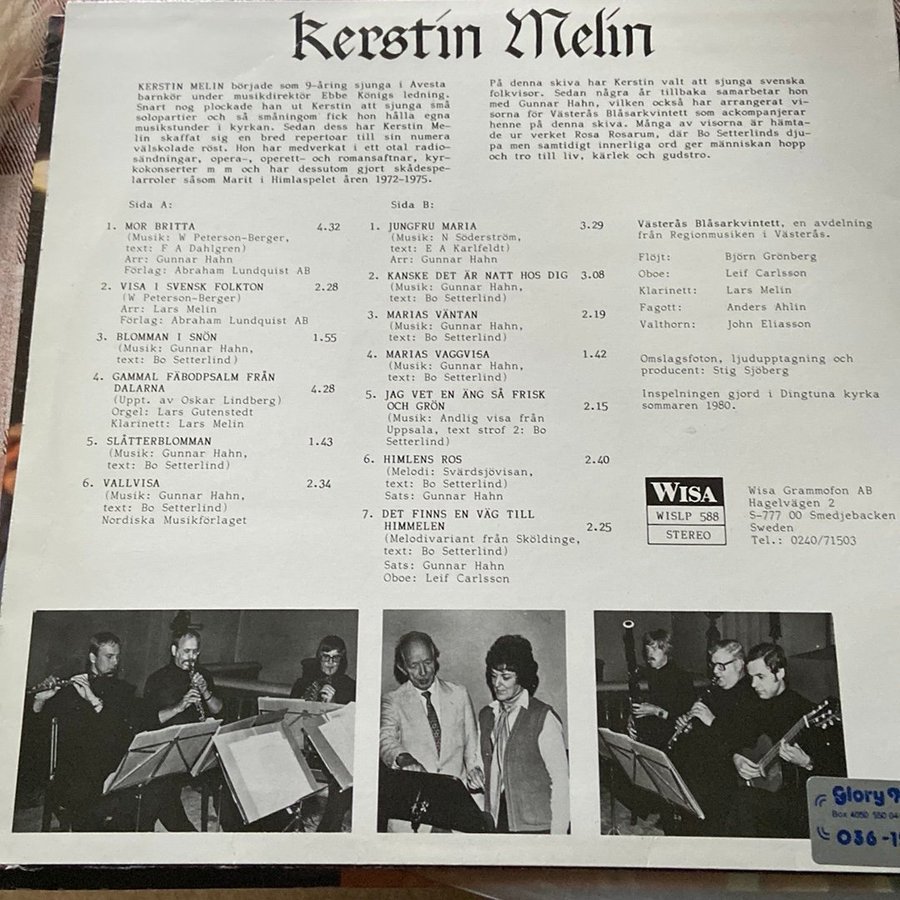 Kerstin Melin
KERSTIN MELIN började som 9-åring sjunga i Avesta
barnkör under musikdirektör Ebbe Königs ledning.
Snart nog plockade han ut Kerstin att sjunga små
solopartier och så småningom fick hon hålla egna
musikstunder i kyrkan. Sedan dess har Kerstin Me-
lin skaffat sig en bred repertoar till sin numera
välskolade röst. Hon har medverkat i ett otal radio-
sändningar, opera-, operett- och romansaftnar, kyr-
kokonserter m m och har dessutom gjort skådespe-
larroler såsom Marit i Himlaspelet åren 1972-1975.
På denna skiva har Kerstin valt att sjunga svenska
folkvisor. Sedan några år tillbaka samarbetar hon
med Gunnar Hahn, vilken också har arrangerat vi-
sorna för Västerås Blåsarkvintett som ackompanjerar
henne på denna skiva. Många av visorna är hämta-
de ur verket Rosa Rosarum, där Bo Setterlinds dju-
pa men samtidigt innerliga ord ger människan hopp
och tro till liv, kärlek och gudstro.
Sida A:
1. MOR BRITTA 4.32
(Musik: W Peterson-Berger,
text: F A Dahlgren)
Arr: Gunnar Hahn
Förlag: Abraham Lundquist AB
2. VISA I SVENSK FOLKTON 2.28
(W Peterson-Berger)
Arr: Lars Melin
Förlag: Abraham Lundquist AB
3. BLOMMAN I SNÖN 1.55
(Musik: Gunnar Hahn,
text: Bo Setterlind)
4. GAMMAL FÄBODPSALM FRÅN
DALARNA 4.28
(Uppt. av Oskar Lindberg)
Orgel: Lars Gutenstedt
Klarinett: Lars Melin
5. SLÅTTERBLOMMAN 1.43
(Musik: Gunnar Hahn,
text: Bo Setterlind)
6. VALLVISA 2.34
(Musik: Gunnar Hahn,
text: Bo Setterlind)
Nordiska Musikförlaget
Sida B:
1. JUNGFRU MARIA 3.29
(Musik: N Söderström,
text: E A Karlfeldt)
Arr: Gunnar Hahn
2. KANSKE DET ÄR NATT HOS DIG 3.08
(Musik: Gunnar Hahn,
text: Bo Setterlind)
3. MARIAS VÄNTAN 2.19
(Musik: Gunnar Hahn,
text: Bo Setterlind)
4. MARIAS VAGGVISA 1.42
(Musik: Gunnar Hahn,
text: Bo Setterlind)
5. JAG VET EN ÄNG SÅ FRISK
OCH GRÖN 2.15
(Musik: Andlig visa från
Uppsala, text strof 2: Bo
Setterlind)
6. HIMLENS ROS 2.40
(Melodi: Svärdsjövisan,
text: Bo Setterlind)
Sats: Gunnar Hahn
7. DET FINNS EN VÄG TILL
HIMMELEN 2.25
(Melodivariant från Sköldinge,
text: Bo Setterlind)
Sats: Gunnar Hahn
Oboe: Leif Carlsson
Västerås Blåsarkvintett, en avdelning
från Regionmusiken i Västerås.
Flöjt: Björn Grönberg
Oboe: Leif Carlsson
Klarinett: Lars Melin
Fagott: Anders Ahlin
Valthorn: John Eliasson
Omslagsfoton, ljudupptagning och
producent: Stig Sjöberg
Inspelningen gjord i Dingtuna kyrka
sommaren 1980.
WISA
WISLP 588
STEREO
Wisa Grammofon AB
Hagelvägen 2
S-777 00 Smedjebacken
Sweden
Tel.: 0240/71503
Glory
Box 4050 550 04
036-1